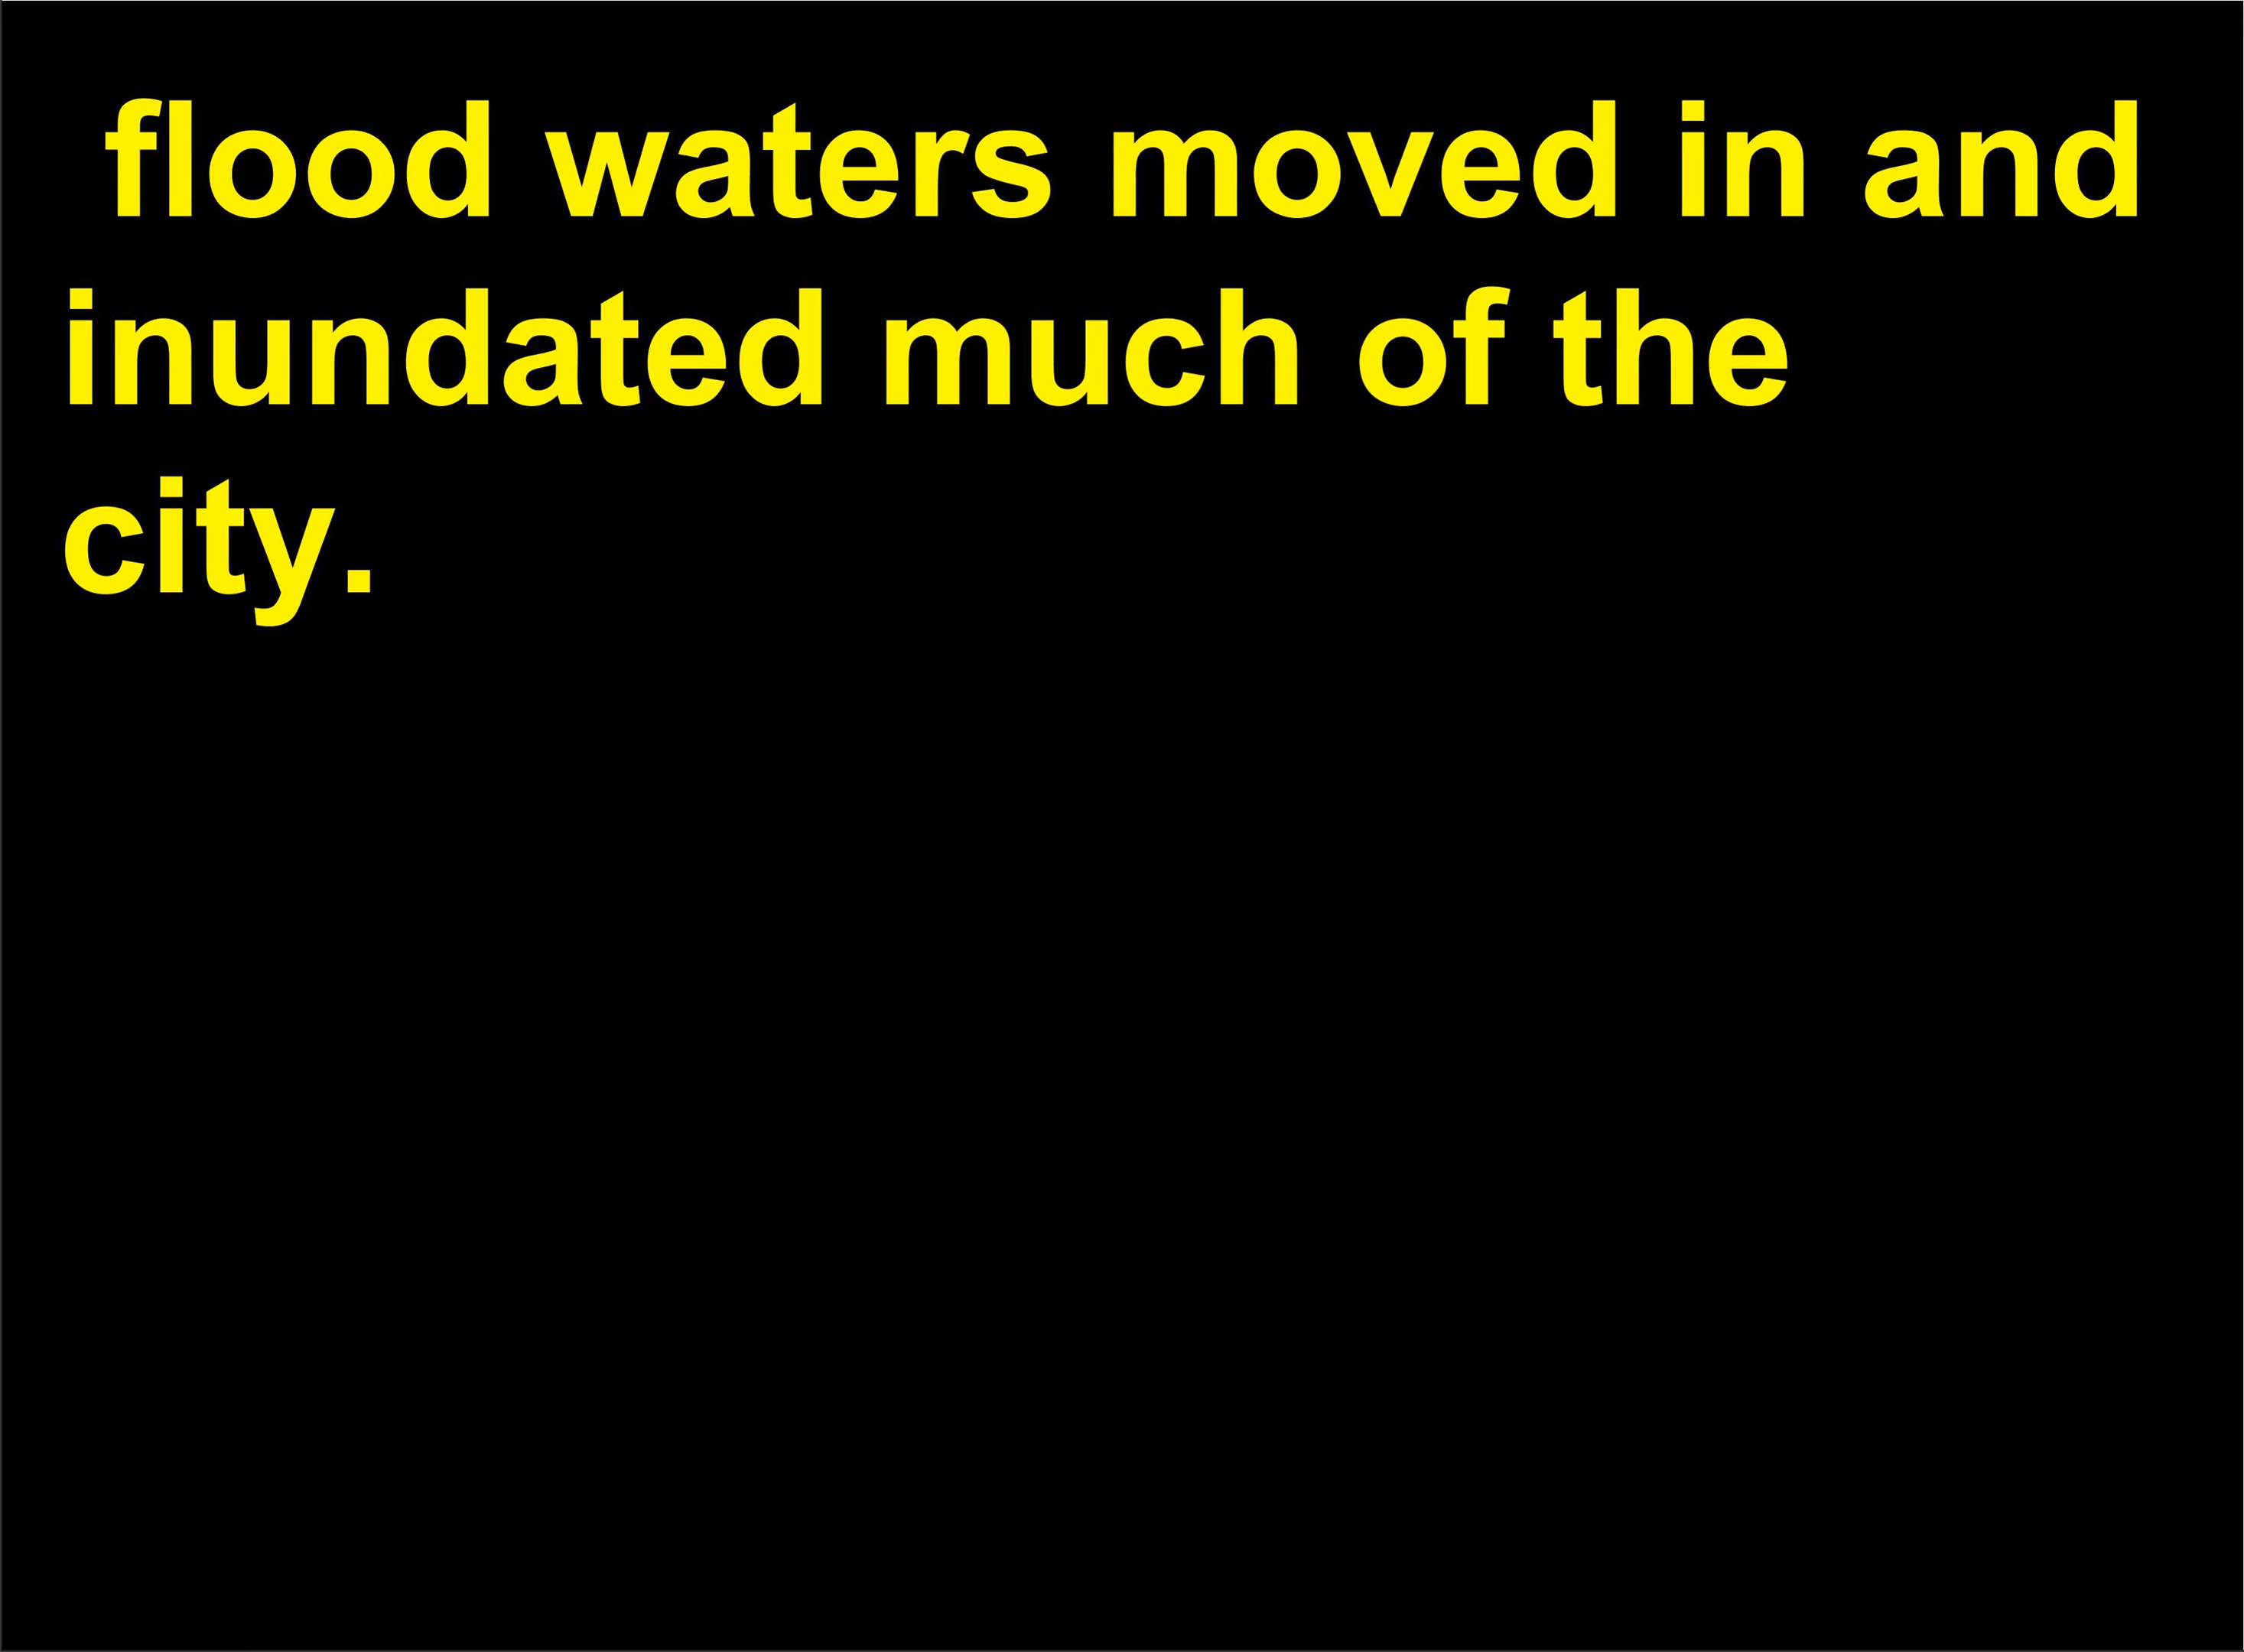 flood waters moved in and
inundated much of the
city.